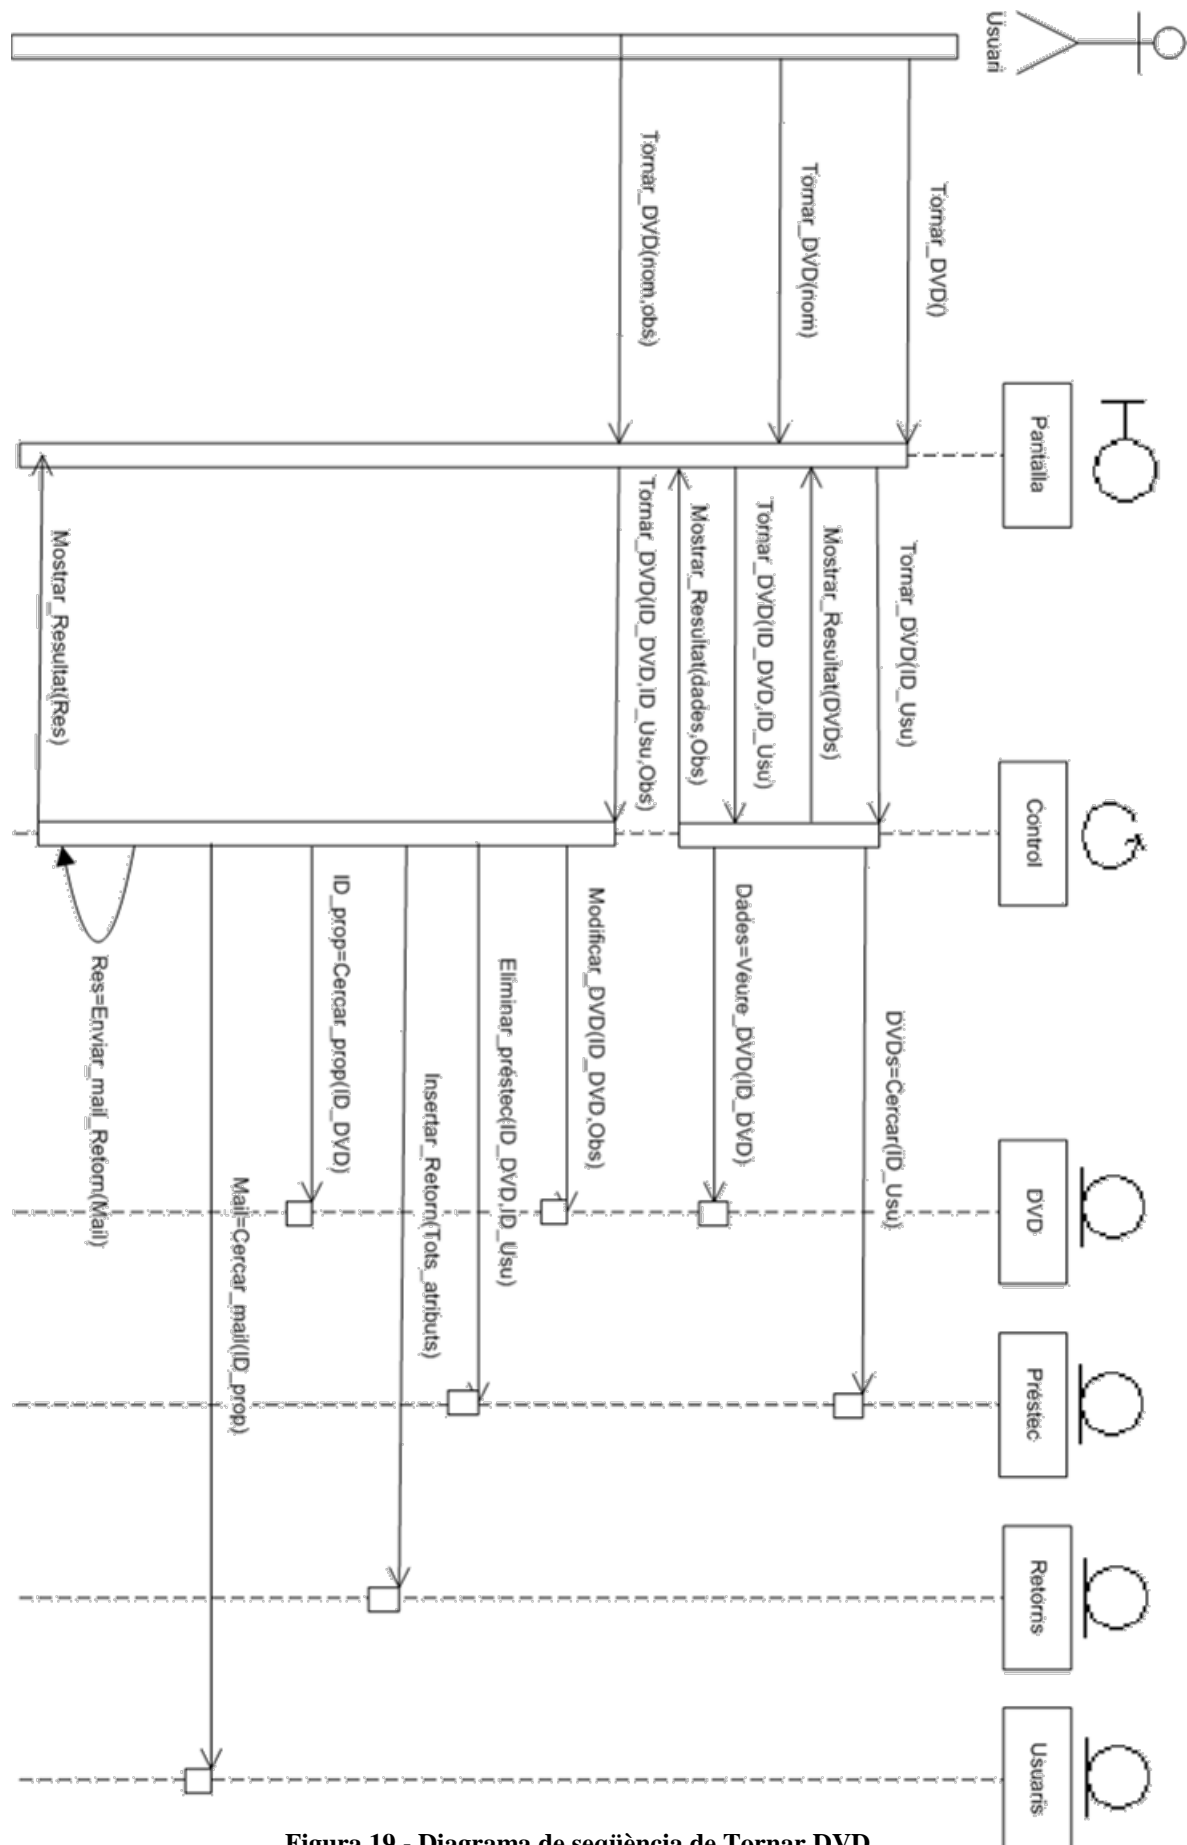 Usuari
Pantalla
Control
DVD
Préstec
Retorns
Usuaris
Tornar_DVD()
Tornar_DVD(ID_Usu)
DVDs=Cercar(ID_Usu)
Mostrar_Resultat(DVDs)
Tornar_DVD(nom)
Tornar_DVD(ID_DVD,ID_Usu)
Dades=Veure_DVD(ID_DVD)
Mostrar_Resultat(dades,Obs)
Tornar_DVD(nom,obs)
Tornar_DVD(ID_DVD,ID_Usu,Obs)
Modificar_DVD(ID_DVD,Obs)
Eliminar_préstec(ID_DVD,ID_Usu)
Insertar_Retorn(Tots_atributs)
ID_prop=Cercar_prop(ID_DVD)
Mail=Cercar_mail(ID_prop)
Res=Enviar_mail_Retorn(Mail)
Mostrar_Resultat(Res)
Figura 19 - Diagrama de seqüència de Tornar DVD